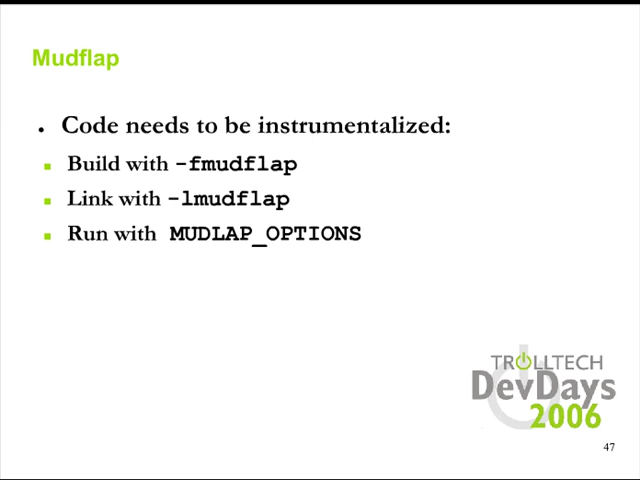 Mudflap
Code needs to be instrumentalized:
Build with -fmudflap
Link with -lmudflap
Run with MUDLAP_OPTIONS
TROLLTECH
DevDays
2006
47